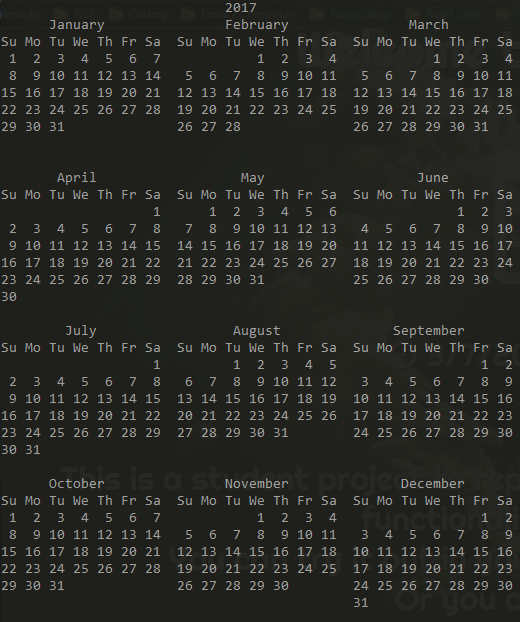 2017
January February March
Su Mo Tu We Th Fr Sa Su Mo Tu We Th Fr Sa Su Mo Tu We Th Fr Sa
1 2 3 4 5 6 7 1 2 3 4 1 2 3 4
8 9 10 11 12 13 14 5 6 7 8 9 10 11 5 6 7 8 9 10 11
15 16 17 18 19 20 21 12 13 14 15 16 17 18 12 13 14 15 16 17 18
22 23 24 25 26 27 28 19 20 21 22 23 24 25 19 20 21 22 23 24 25
29 30 31 26 27 28 26 27 28 29 30 31
April May June
Su Mo Tu We Th Fr Sa Su Mo Tu We Th Fr Sa Su Mo Tu We Th Fr Sa
1 1 2 3 4 5 6 1 2 3
2 3 4 5 6 7 8 7 8 9 10 11 12 13 4 5 6 7 8 9 10
9 10 11 12 13 14 15 14 15 16 17 18 19 20 11 12 13 14 15 16 17
16 17 18 19 20 21 22 21 22 23 24 25 26 27 18 19 20 21 22 23 24
23 24 25 26 27 28 29 28 29 30 31 25 26 27 28 29 30
30
July August September
Su Mo Tu We Th Fr Sa Su Mo Tu We Th Fr Sa Su Mo Tu We Th Fr Sa
1 1 2 3 4 5 1 2
2 3 4 5 6 7 8 6 7 8 9 10 11 12 3 4 5 6 7 8 9
9 10 11 12 13 14 15 13 14 15 16 17 18 19 10 11 12 13 14 15 16
16 17 18 19 20 21 22 20 21 22 23 24 25 26 17 18 19 20 21 22 23
23 24 25 26 27 28 29 27 28 29 30 31 24 25 26 27 28 29 30
30 31
This is a student project
October November December
Su Mo Tu We Th Fr Sa Su Mo Tu We Th Fr Sa Su Mo Tu We Th Fr Sa
1 2 3 4 5 6 7 1 2 3 4 1 2
8 9 10 11 12 13 14 5 6 7 8 9 10 11 3 4 5 6 7 8 9
15 16 17 18 19 20 21 12 13 14 15 16 17 18 10 11 12 13 14 15 16
22 23 24 25 26 27 28 19 20 21 22 23 24 25 17 18 19 20 21 22 23
29 30 31 26 27 28 29 30 24 25 26 27 28 29 30
Or you
31